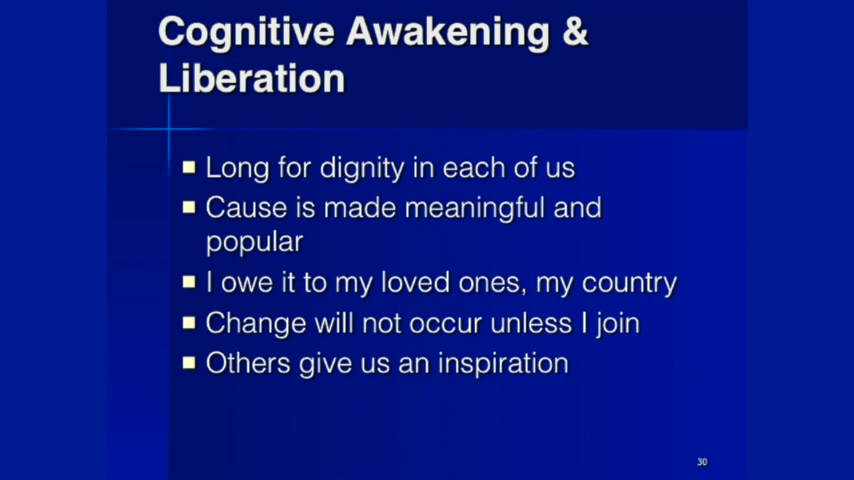 Cognitive Awakening &
Liberation
Long for dignity in each of us
Cause is made meaningful and
popular
I owe it to my loved ones, my country
Change will not occur unless I join
Others give us an inspiration
30